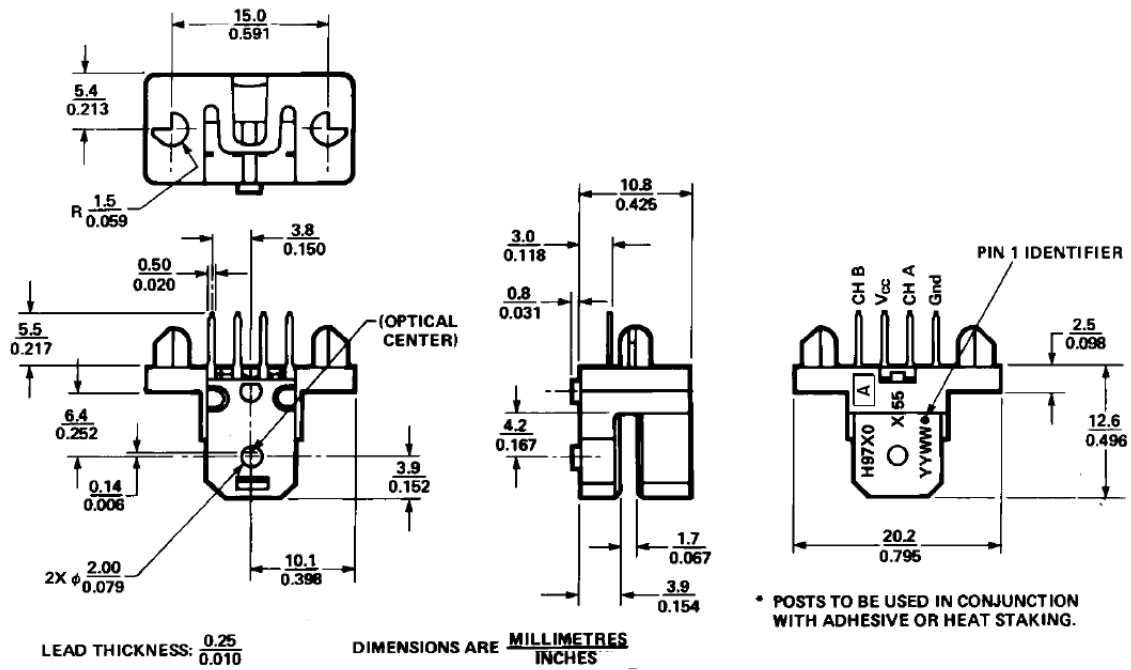 15.0
0.591
5.4
0.213
R 1.5
0.059
3.8
0.150
0.50
0.020
5.5
0.217
(OPTICAL
CENTER)
6.4
0.252
0.14
0.006
3.9
0.152
2X ϕ 2.00
0.079
10.1
0.398
LEAD THICKNESS: 0.25
0.010
10.8
0.425
3.0
0.118
0.8
0.031
4.2
0.167
1.7
0.067
3.9
0.154
DIMENSIONS ARE MILLIMETRES
INCHES
PIN 1 IDENTIFIER
CH B
Vcc
CH A
Gnd
2.5
0.098
A
X155
H97X0
YYWW
12.6
0.496
20.2
0.795
* POSTS TO BE USED IN CONJUNCTION
WITH ADHESIVE OR HEAT STAKING.